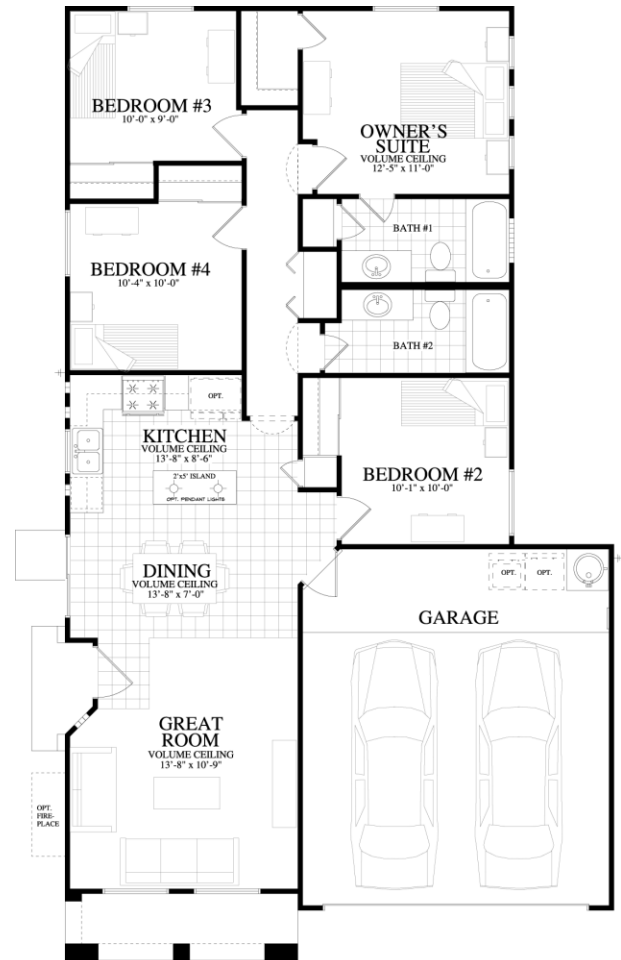 BEDROOM #3
10'-0" x 9'-0"
OWNER'S
SUITE
VOLUME CEILING
12'-5" x 11'-0"
BATH #1
BEDROOM #4
10'-4" x 10'-0"
BATH #2
OPT.
KITCHEN
VOLUME CEILING
13'-8" x 8'-6"
2'x5' ISLAND
OPT. PENDANT LIGHTS
BEDROOM #2
10'-1" x 10'-0"
DINING
VOLUME CEILING
13'-8" x 7'-0"
OPT.
OPT.
GARAGE
GREAT
ROOM
VOLUME CEILING
13'-8" x 10'-9"
OPT.
FIRE-
PLACE